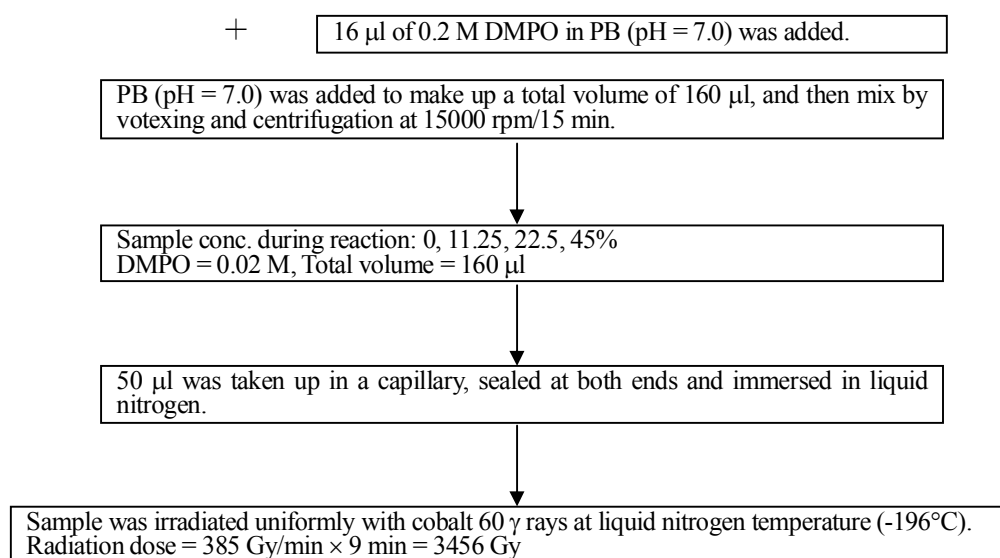 + 16 μl of 0.2 M DMPO in PB (pH = 7.0) was added.
PB (pH = 7.0) was added to make up a total volume of 160 μl, and then mix by
votexing and centrifugation at 15000 rpm/15 min.
Sample conc. during reaction: 0, 11.25, 22.5, 45%
DMPO = 0.02 M, Total volume = 160 μl
50 μl was taken up in a capillary, sealed at both ends and immersed in liquid
nitrogen.
Sample was irradiated uniformly with cobalt 60 γ rays at liquid nitrogen temperature (-196°C).
Radiation dose = 385 Gy/min × 9 min = 3456 Gy